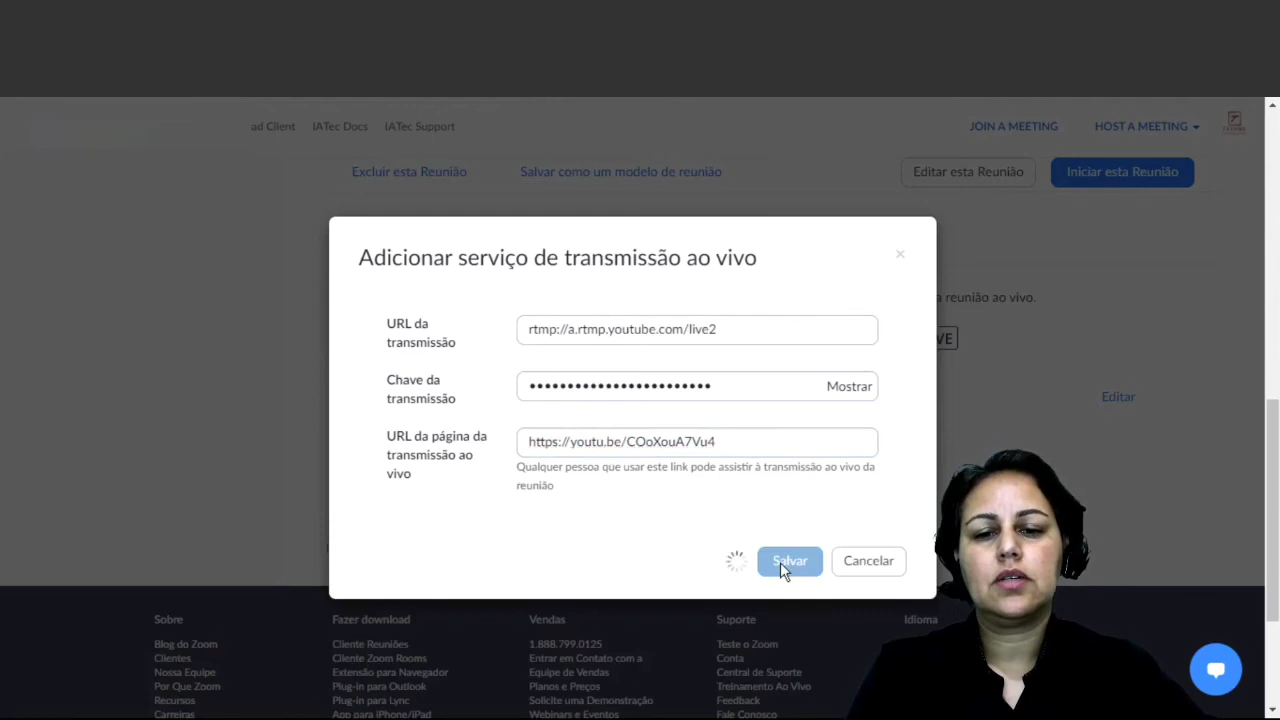 ad Client IATec Docs IATec Support JOIN A MEETING HOST A MEETING
Excluir esta Reunião Salvar como um modelo de reunião Editar esta Reunião Iniciar esta Reunião
Adicionar serviço de transmissão ao vivo
a reunião ao vivo.
VE
Editar
URL da
transmissão
rtmp://a.rtmp.youtube.com/live2
Chave da
transmissão
•••••••••••••••••••••••• Mostrar
URL da página da
transmissão ao
vivo
https://youtu.be/COoXouA7Vu4
Qualquer pessoa que usar este link pode assistir à transmissão ao vivo da
reunião
Salvar Cancelar
Sobre
Blog do Zoom
Clientes
Nossa Equipe
Por Que Zoom
Recursos
Carreiras
Fazer download
Cliente Reuniões
Cliente Zoom Rooms
Extensão para Navegador
Plug-in para Outlook
Plug-in para Lync
App para iPhone/iPad
Vendas
1.888.799.0125
Entrar em Contato com a
Equipe de Vendas
Planos e Preços
Solicite uma Demonstração
Webinars e Eventos
Suporte
Teste o Zoom
Conta
Central de Suporte
Treinamento Ao Vivo
Feedback
Fale Conosco
Idioma